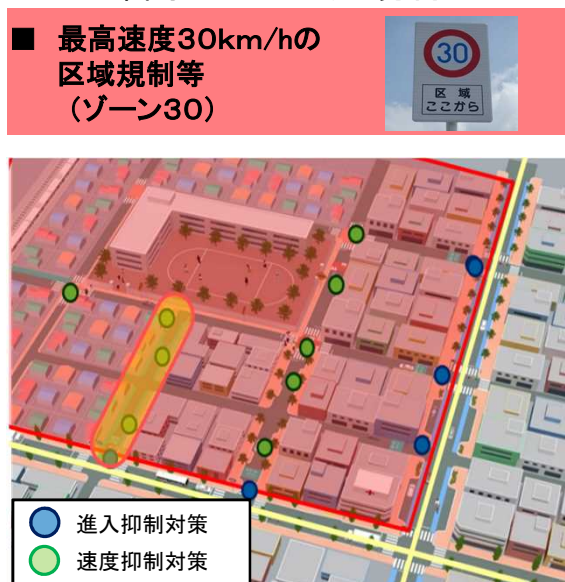 ■ 最高速度30km/hの
区域規制等
（ゾーン30）
30
区 域
ここから
進入抑制対策
速度抑制対策